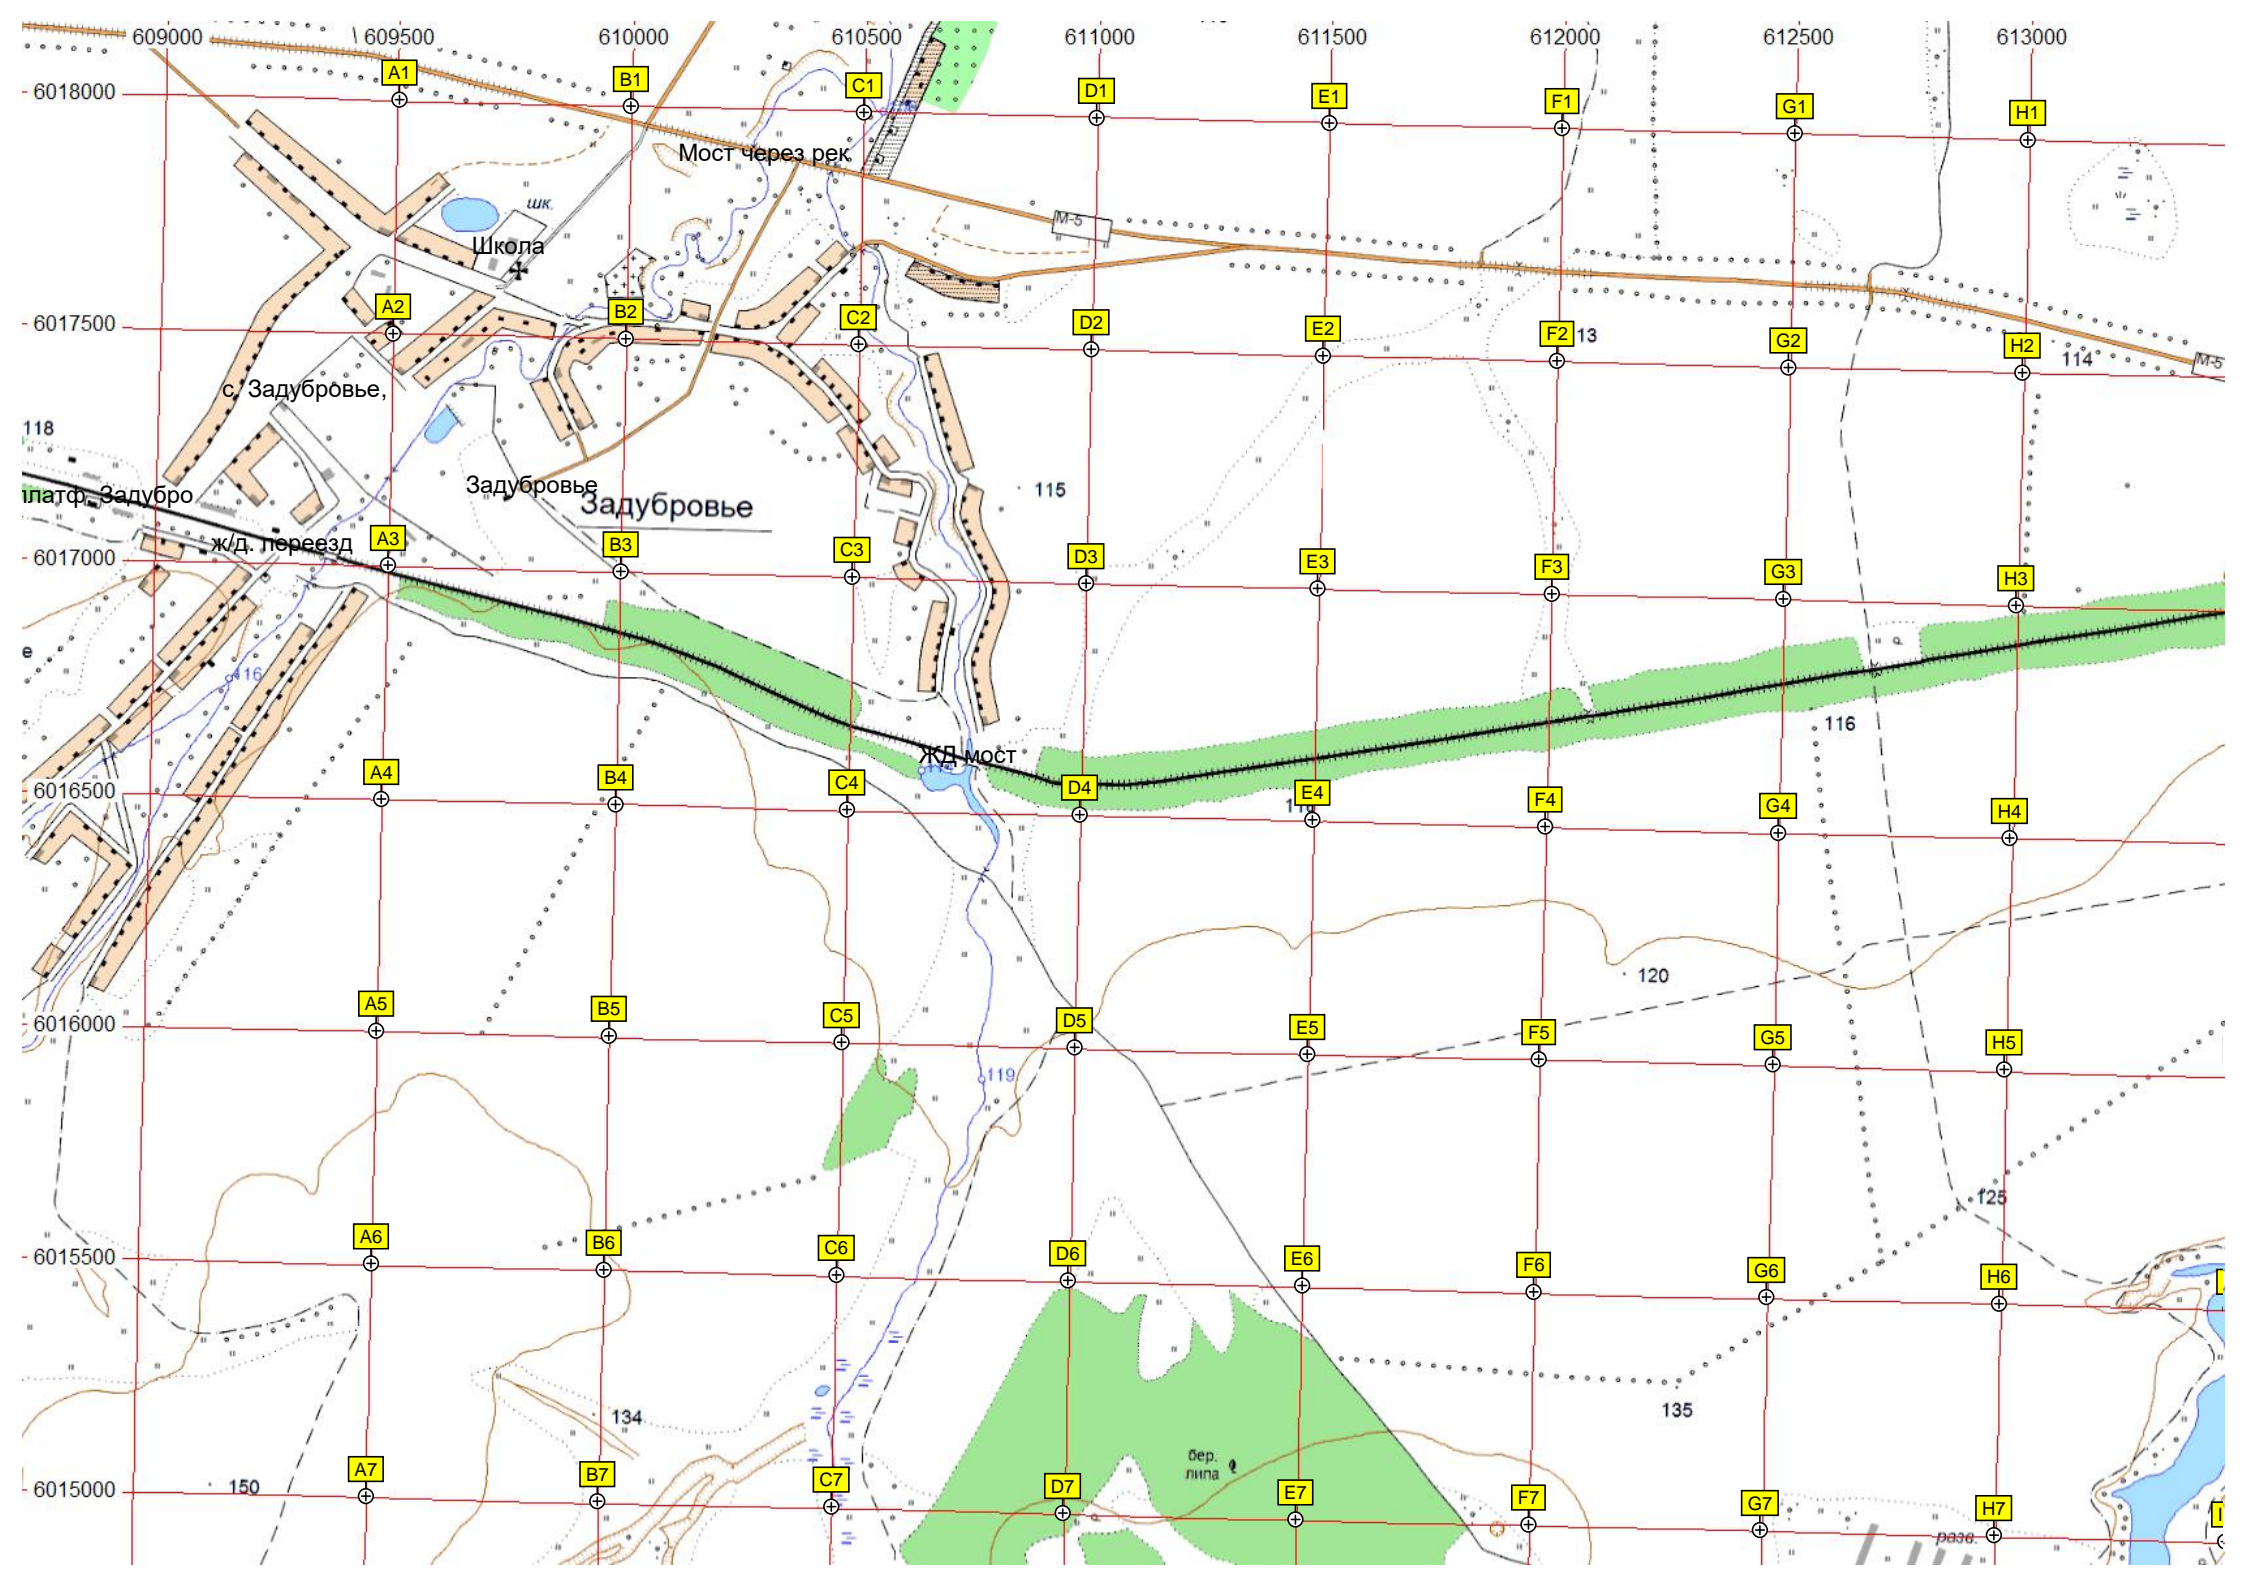 609000 609500 610000 610500 611000 611500 612000 612500 613000
A1 B1 C1 D1 E1 F1 G1 H1
6018000
Мост через рек
шк.
Школа
М-5
A2 B2 C2 D2 E2 F2 G2 H2
6017500
13
114
М-5
с. Задубровье,
118
Задубровье
Задубровье
115
платф. Задубро
ж/д. переезд
A3 B3 C3 D3 E3 F3 G3 H3
6017000
е
116
116
ЖД мост
A4 B4 C4 D4 E4 F4 G4 H4
6016500
120
A5 B5 C5 D5 E5 F5 G5 H5
6016000
119
125
A6 B6 C6 D6 E6 F6 G6 H6
6015500
134
135
бер.
липа
A7 B7 C7 D7 E7 F7 G7 H7
6015000
150
разв.